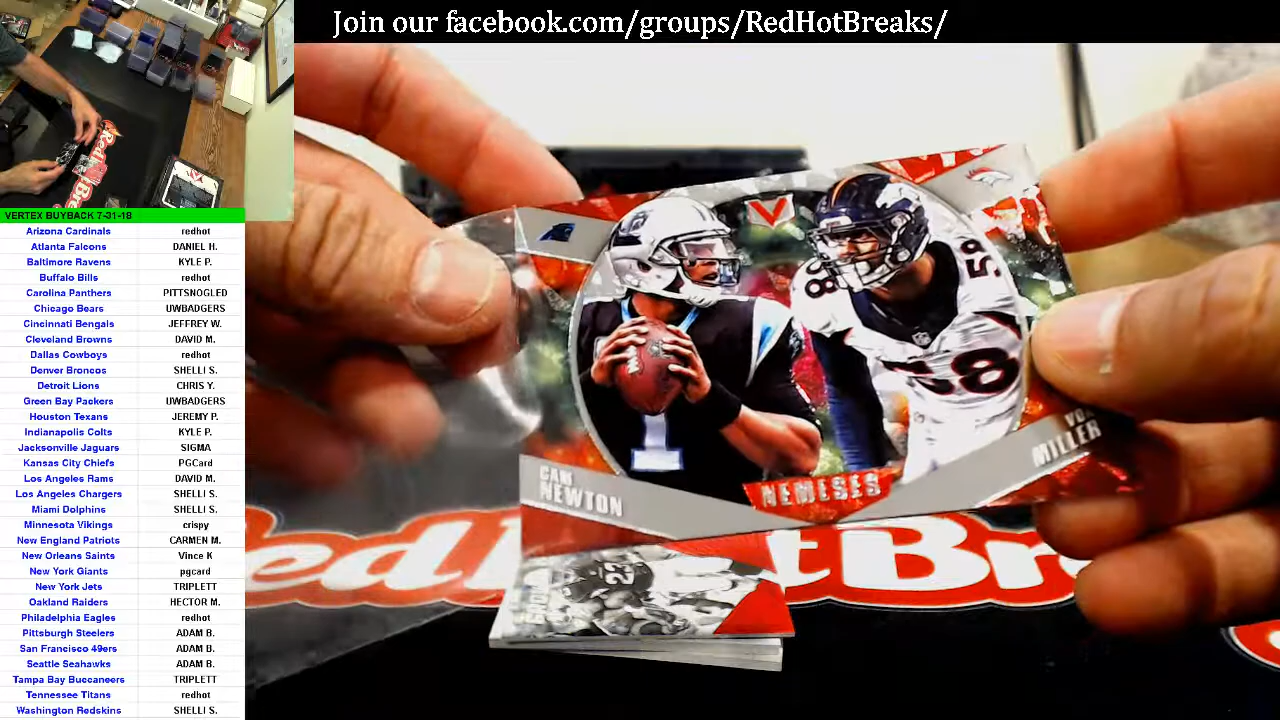 Join our facebook.com/groups/RedHotBreaks/
VERTEX BUYBACK 7-31-18
Arizona Cardinals redhot
Atlanta Falcons DANIEL H.
Baltimore Ravens KYLE P.
Buffalo Bills redhot
Carolina Panthers PITTSNOGLED
Chicago Bears UWBADGERS
Cincinnati Bengals JEFFREY W.
Cleveland Browns DAVID M.
Dallas Cowboys redhot
Denver Broncos SHELLI S.
Detroit Lions CHRIS Y.
Green Bay Packers UWBADGERS
Houston Texans JEREMY P.
Indianapolis Colts KYLE P.
Jacksonville Jaguars SIGMA
Kansas City Chiefs PGCard
Los Angeles Rams DAVID M.
Los Angeles Chargers SHELLI S.
Miami Dolphins SHELLI S.
Minnesota Vikings crispy
New England Patriots CARMEN M.
New Orleans Saints Vince K
New York Giants pgcard
New York Jets TRIPLETT
Oakland Raiders HECTOR M.
Philadelphia Eagles redhot
Pittsburgh Steelers ADAM B.
San Francisco 49ers ADAM B.
Seattle Seahawks ADAM B.
Tampa Bay Buccaneers TRIPLETT
Tennessee Titans redhot
Washington Redskins SHELLI S.
58
58
1
CAM
NEWTON
NEMESES
VON
MILLER
RedHotBr
23